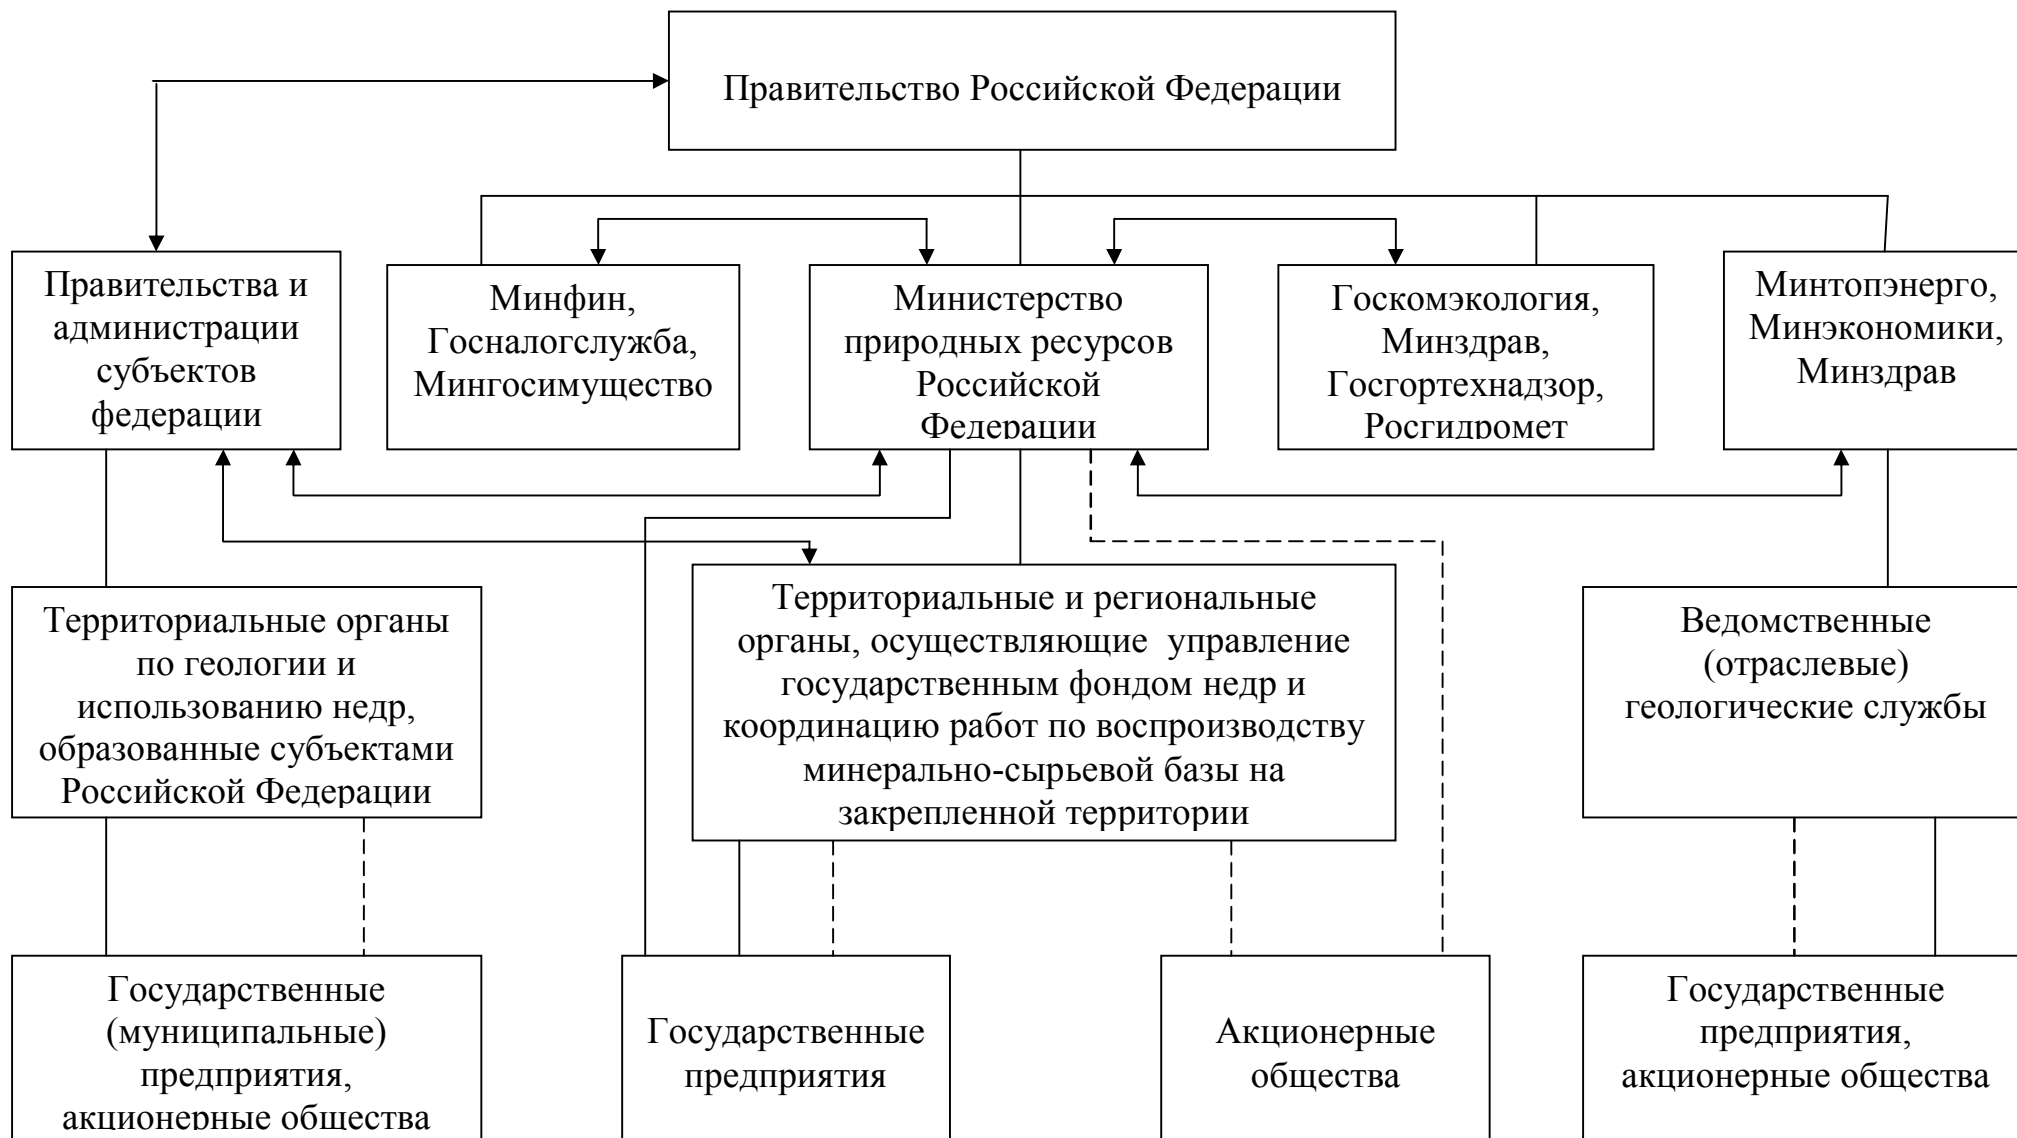 Правительство Российской Федерации
Правительства и
администрации
субъектов
федерации
Минфин,
Госналогслужба,
Мингосимущество
Министерство
природных ресурсов
Российской
Федерации
Госкомэкология,
Минздрав,
Госгортехнадзор,
Росгидромет
Минтопэнерго,
Минэкономики,
Минздрав
Территориальные органы
по геологии и
использованию недр,
образованные субъектами
Российской Федерации
Территориальные и региональные
органы, осуществляющие управление
государственным фондом недр и
координацию работ по воспроизводству
минерально-сырьевой базы на
закрепленной территории
Ведомственные
(отраслевые)
геологические службы
Государственные
(муниципальные)
предприятия,
акционерные общества
Государственные
предприятия
Акционерные
общества
Государственные
предприятия,
акционерные общества